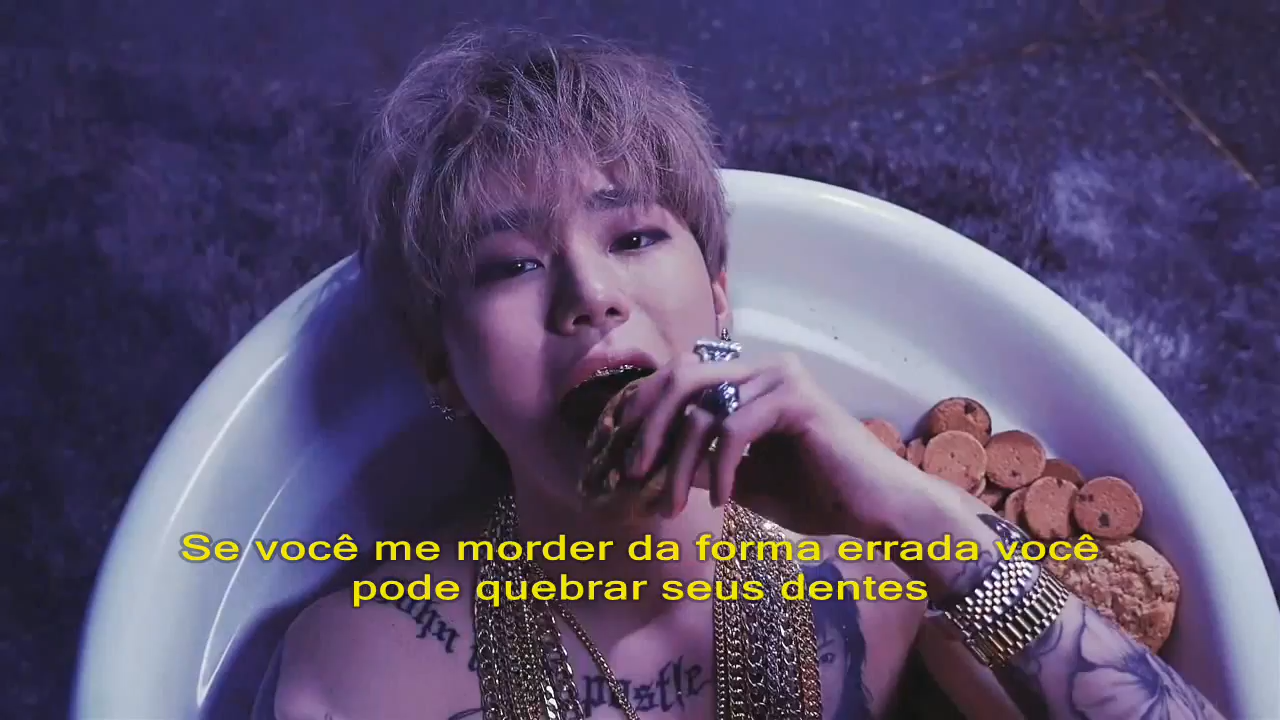 Se você me morder da forma errada você
pode quebrar seus dentes